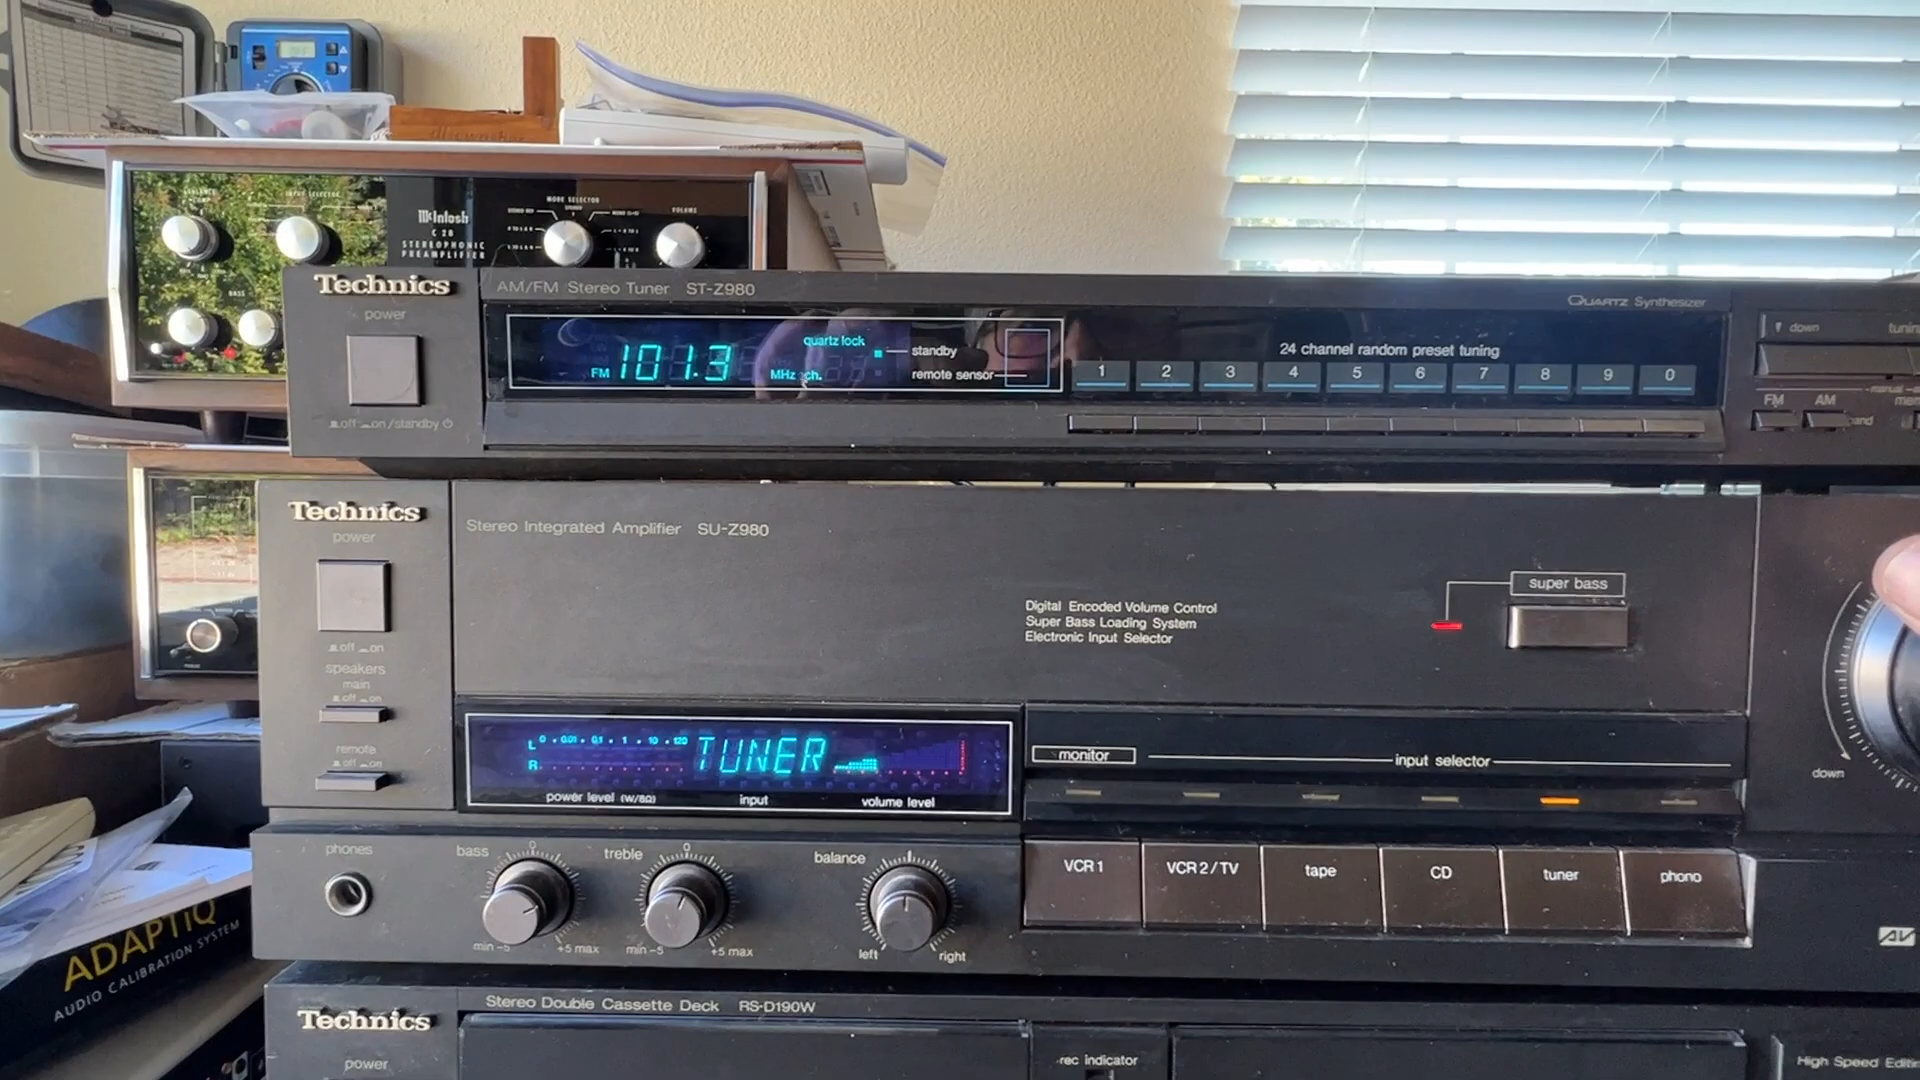 McIntosh
C 28
STEREOPHONIC
PREAMPLIFIER
MODE SELECTOR
VOLUME
INPUT SELECTOR
BASS
Technics
AM/FM Stereo Tuner ST-Z980
QUARTZ Synthesizer
power
off on/standby
FM 101.3 MHz ch.
quartz lock
standby
remote sensor
24 channel random preset tuning
1 2 3 4 5 6 7 8 9 0
down
FM AM
Technics
Stereo Integrated Amplifier SU-Z980
power
off on
speakers
main
off on
remote
off on
Digital Encoded Volume Control
Super Bass Loading System
Electronic Input Selector
super bass
L 0 0.01 0.1 1 10 120
R
TUNER
power level (W/8Ω) input volume level
monitor input selector
down
phones
bass 0 min -5 +5 max
treble 0 min -5 +5 max
balance left right
VCR 1 VCR 2 / TV tape CD tuner phono
AV
ADAPTiQ
AUDIO CALIBRATION SYSTEM
Technics
Stereo Double Cassette Deck RS-D190W
power
rec indicator
High Speed